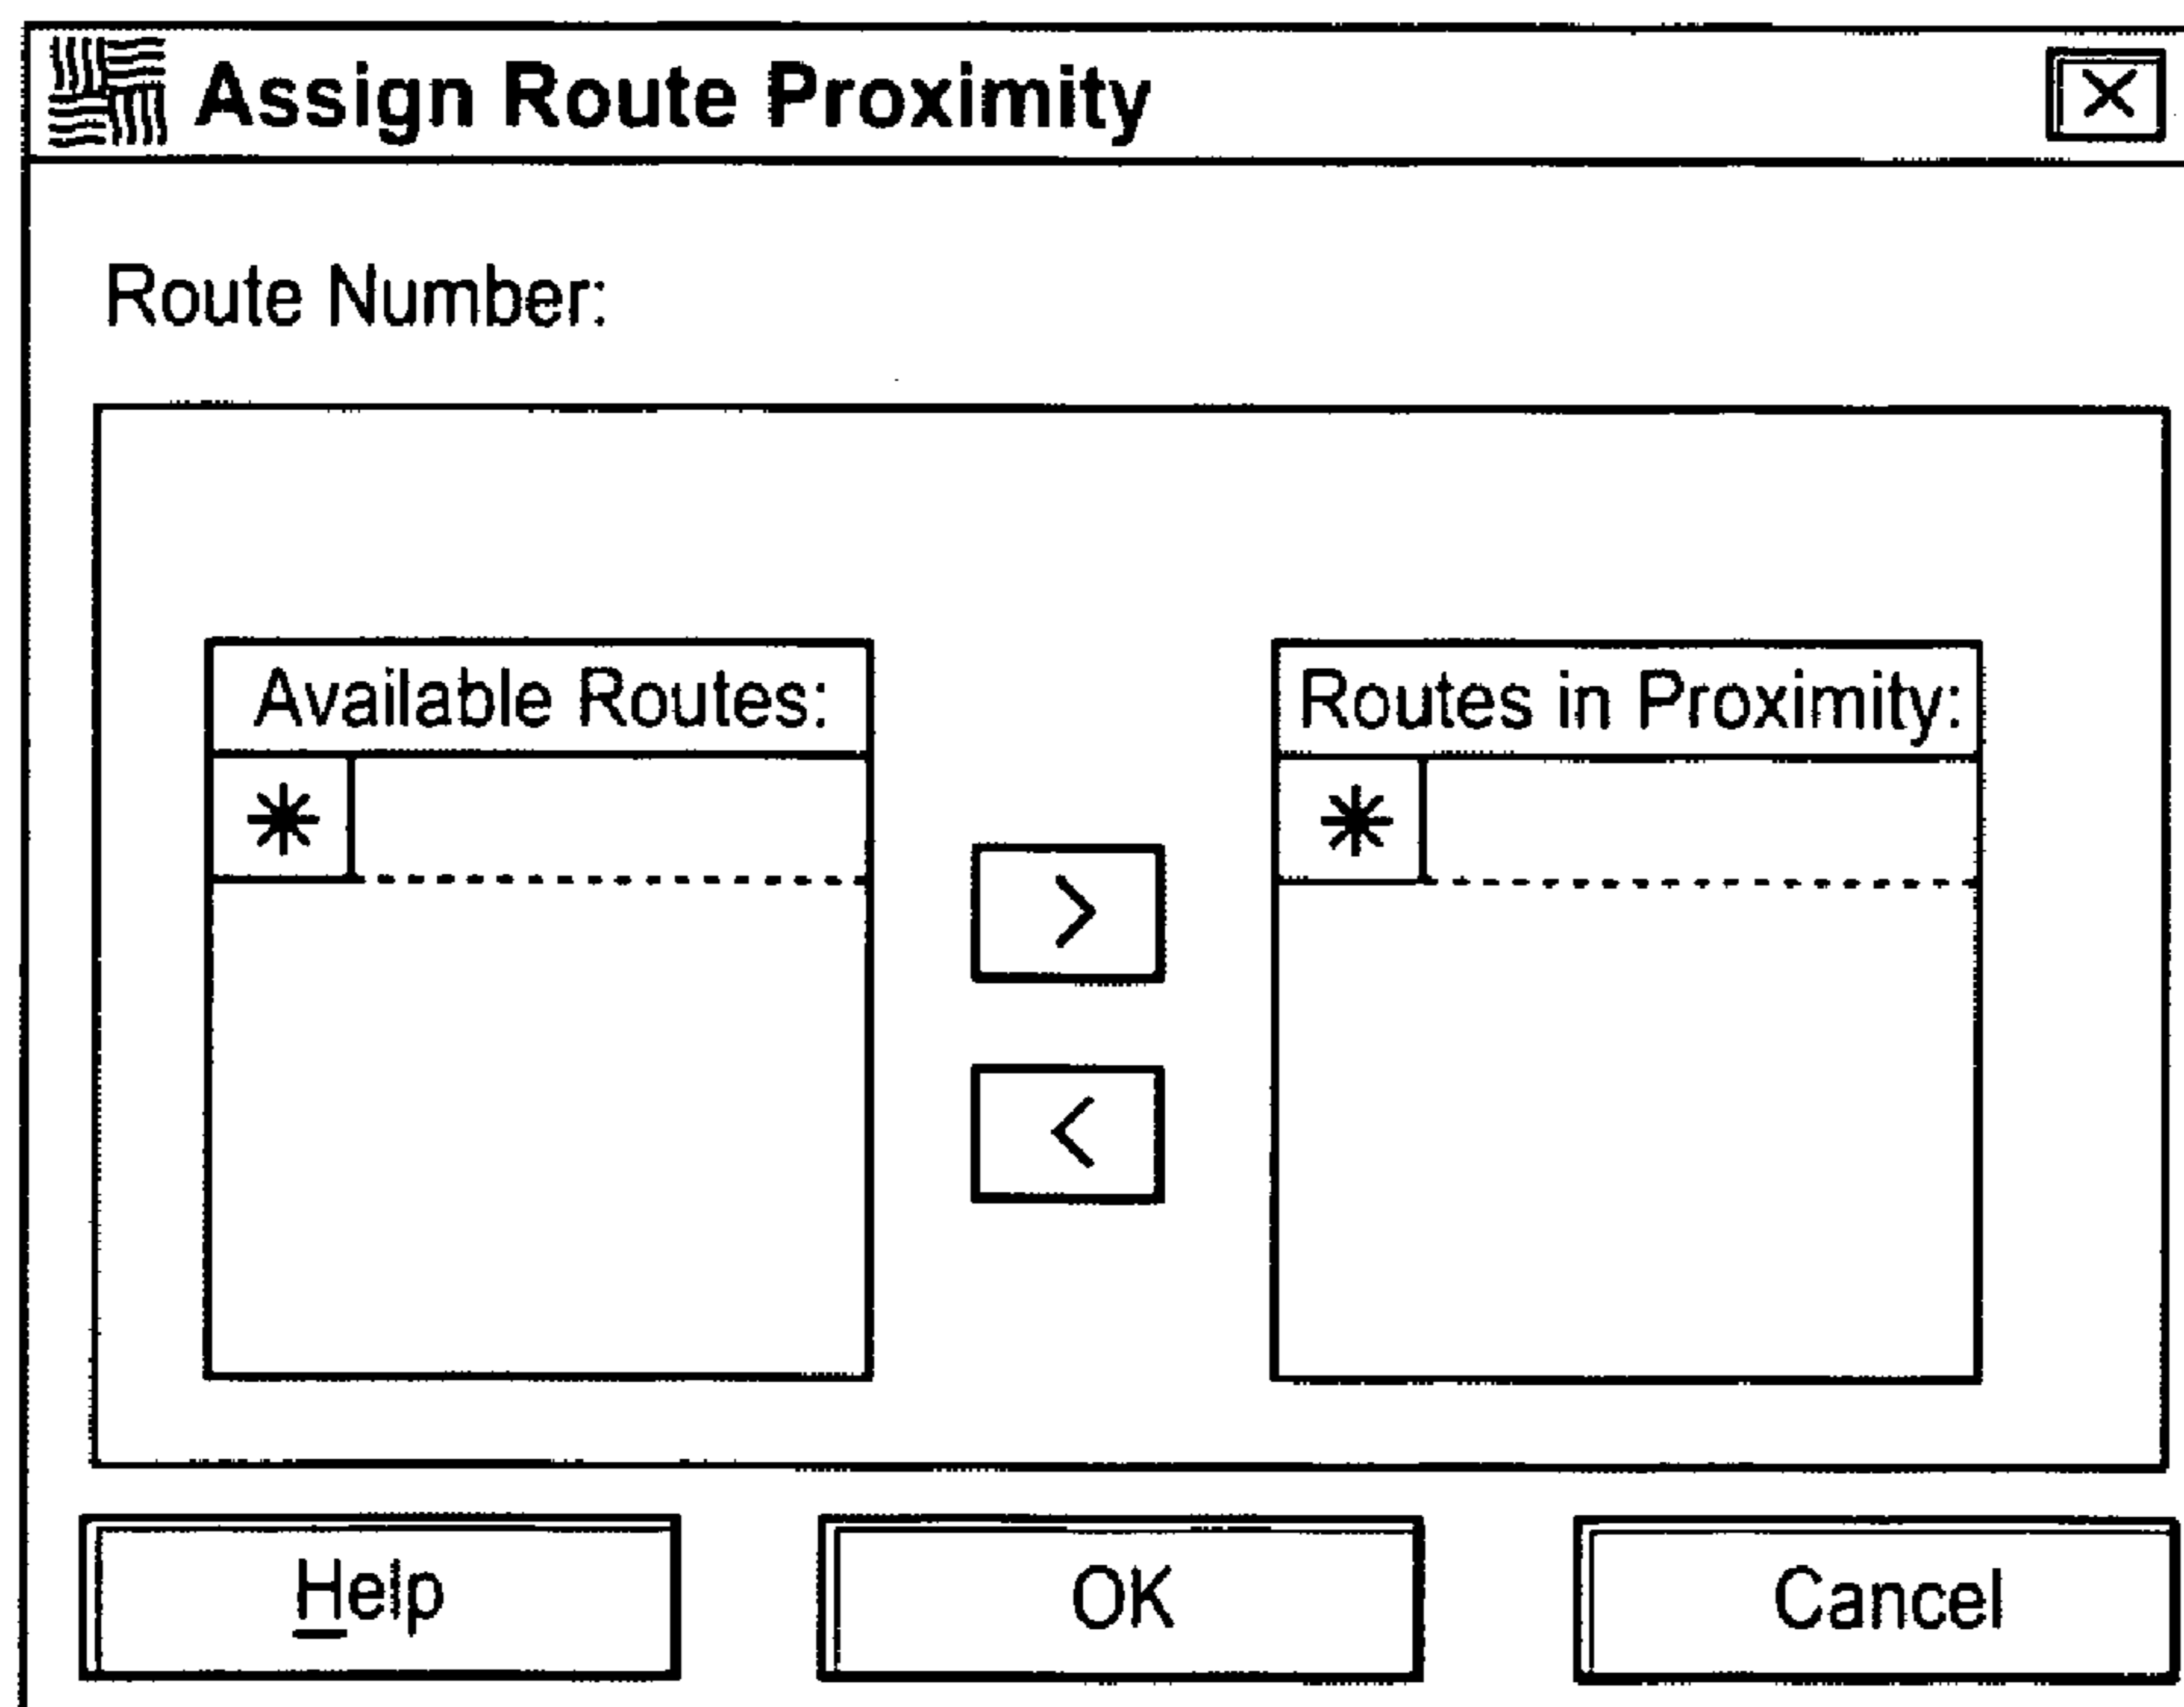 Assign Route Proximity
Route Number:
Available Routes:
Routes in Proximity:
*
*
>
<
Help
OK
Cancel